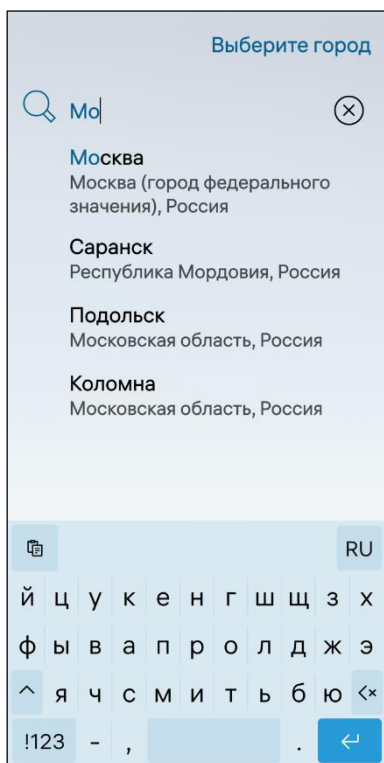 Выберите город
Мо
Москва
Москва (город федерального
значения), Россия
Саранск
Республика Мордовия, Россия
Подольск
Московская область, Россия
Коломна
Московская область, Россия
RU
й ц у к е н г ш щ з х
ф ы в а п р о л д ж э
я ч с м и т ь б ю
!123 - , .